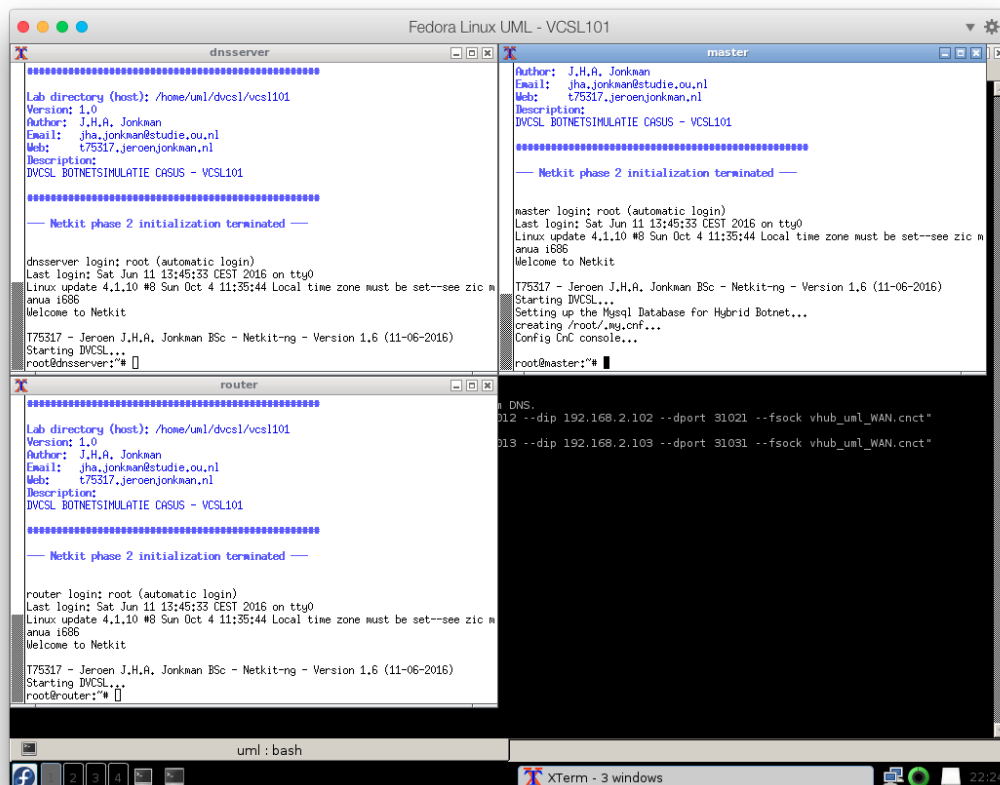 Fedora Linux UML - VCSL101
dnsserver
##################################################
Lab directory (host): /home/uml/dvcsl/vcsl101
Version: 1.0
Author: J.H.A. Jonkman
Email: jha.jonkman@studie.ou.nl
Web: t75317.jeroenjonkman.nl
Description:
DVCSL BOTNETSIMULATIE CASUS - VCSL101
##################################################
--- Netkit phase 2 initialization terminated ---
dnsserver login: root (automatic login)
Last login: Sat Jun 11 13:45:33 CEST 2016 on tty0
Linux update 4.1.10 #8 Sun Oct 4 11:35:44 Local time zone must be set--see zic m
anua i686
Welcome to Netkit
T75317 - Jeroen J.H.A. Jonkman BSc - Netkit-ng - Version 1.6 (11-06-2016)
Starting DVCSL...
root@dnsserver:~#
master
Author: J.H.A. Jonkman
Email: jha.jonkman@studie.ou.nl
Web: t75317.jeroenjonkman.nl
Description:
DVCSL BOTNETSIMULATIE CASUS - VCSL101
##################################################
--- Netkit phase 2 initialization terminated ---
master login: root (automatic login)
Last login: Sat Jun 11 13:45:33 CEST 2016 on tty0
Linux update 4.1.10 #8 Sun Oct 4 11:35:44 Local time zone must be set--see zic m
anua i686
Welcome to Netkit
T75317 - Jeroen J.H.A. Jonkman BSc - Netkit-ng - Version 1.6 (11-06-2016)
Starting DVCSL...
Setting up the Mysql Database for Hybrid Botnet...
creating /root/.my.cnf...
Config CnC console...
root@master:~#
router
##################################################
Lab directory (host): /home/uml/dvcsl/vcsl101
Version: 1.0
Author: J.H.A. Jonkman
Email: jha.jonkman@studie.ou.nl
Web: t75317.jeroenjonkman.nl
Description:
DVCSL BOTNETSIMULATIE CASUS - VCSL101
##################################################
--- Netkit phase 2 initialization terminated ---
router login: root (automatic login)
Last login: Sat Jun 11 13:45:33 CEST 2016 on tty0
Linux update 4.1.10 #8 Sun Oct 4 11:35:44 Local time zone must be set--see zic m
anua i686
Welcome to Netkit
T75317 - Jeroen J.H.A. Jonkman BSc - Netkit-ng - Version 1.6 (11-06-2016)
Starting DVCSL...
root@router:~#
m DNS.
012 --dip 192.168.2.102 --dport 31021 --fsock vhub_uml_WAN.cnct"
013 --dip 192.168.2.103 --dport 31031 --fsock vhub_uml_WAN.cnct"
uml : bash
1 2 3 4
XTerm - 3 windows